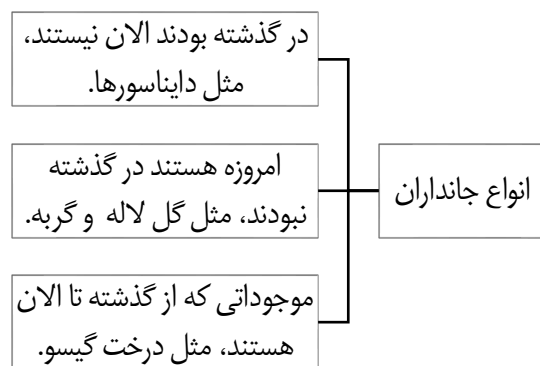 انواع جانداران
در گذشته بودند الان نیستند،
مثل دایناسورها.
امروزه هستند در گذشته
نبودند، مثل گل لاله و گربه.
موجوداتی که از گذشته تا الان
هستند، مثل درخت گیسو.